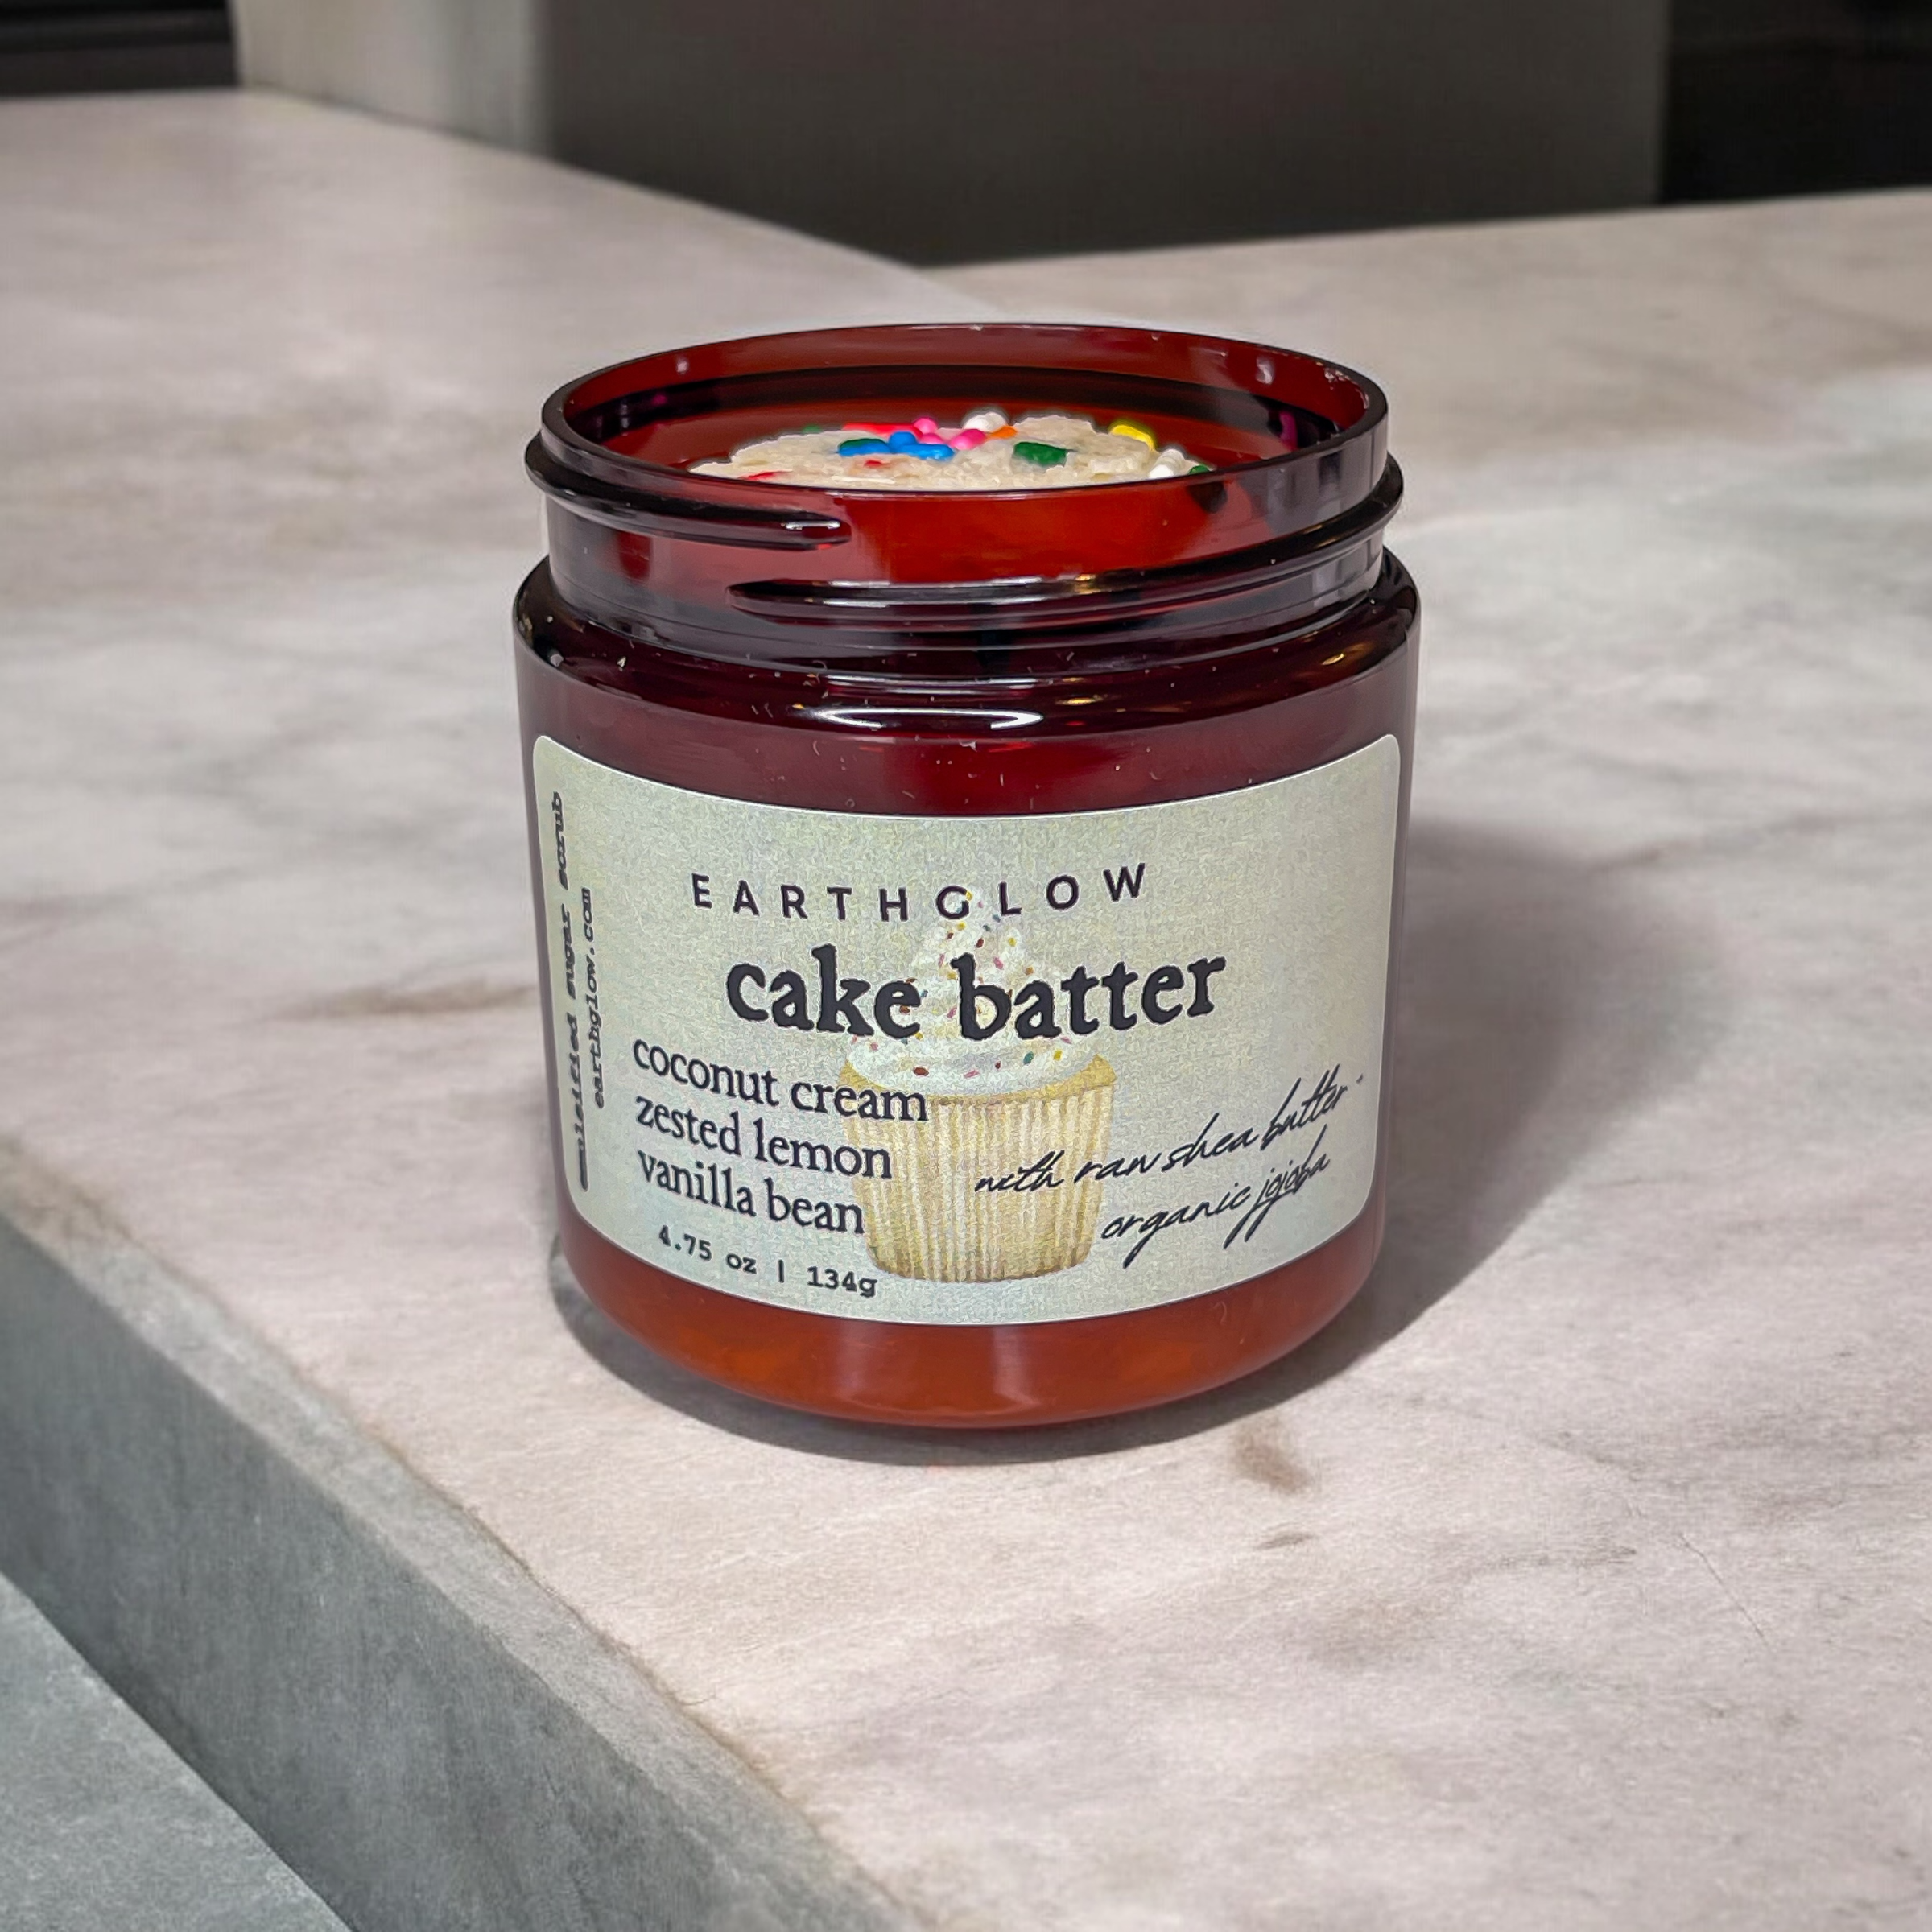 EARTHGLOW
cake batter
coconut cream
zested lemon
vanilla bean
4.75 oz | 134g
with raw shea butter
organic jojoba
emulsified sugar scrub
earthglow.com